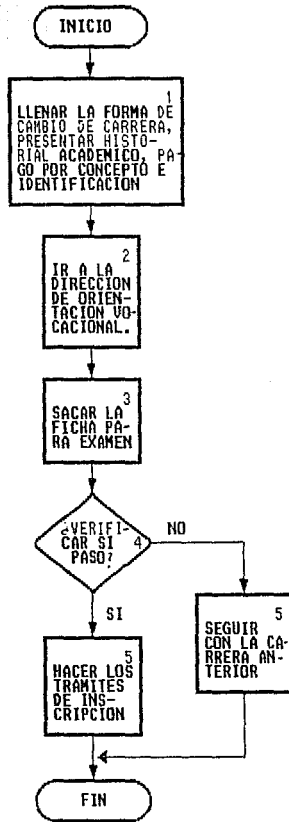 INICIO
1
LLENAR LA FORMA DE
CAMBIO DE CARRERA,
PRESENTAR HISTO-
RIAL ACADEMICO, PA-
GO POR CONCEPTO E
IDENTIFICACION
2
IR A LA
DIRECCION
DE ORIEN-
TACION VO-
CACIONAL.
3
SACAR LA
FICHA PA-
RA EXAMEN
¿VERIFI-
CAR SI 4
PASO?
NO
SI
5
HACER LOS
TRAMITES
DE INS-
CRIPCION
5
SEGUIR
CON LA CA-
RRERA AN-
TERIOR
FIN